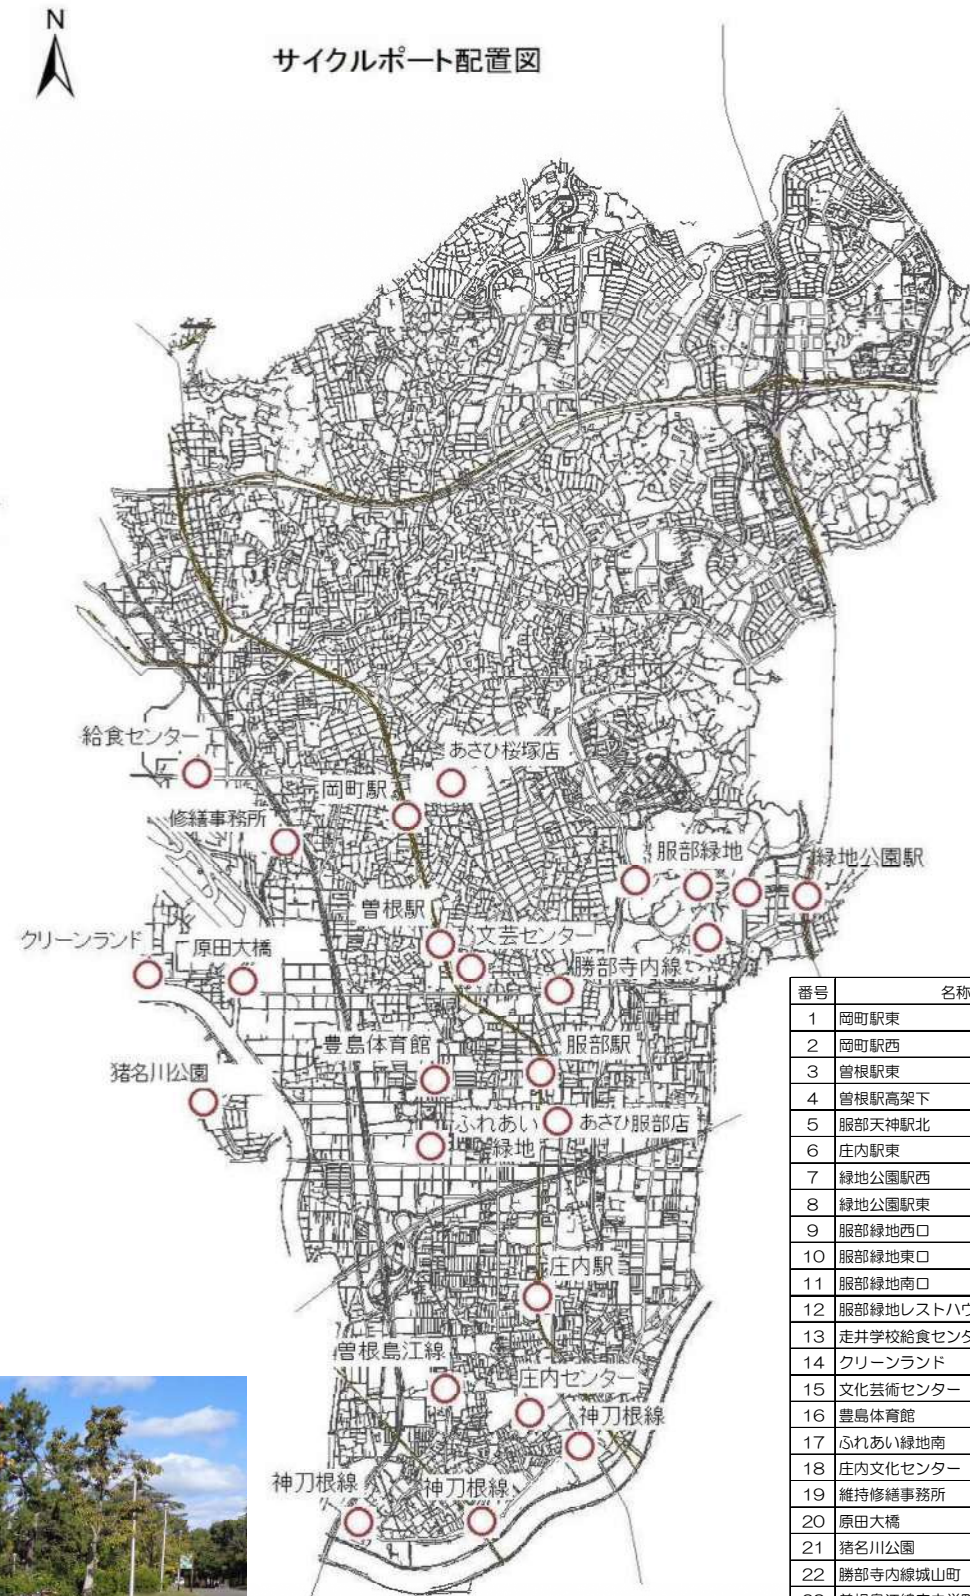 N
サイクルポート配置図
給食センター
あさひ桜塚店
岡町駅
修繕事務所
服部緑地
緑地公園駅
曽根駅
文芸センター
クリーンランド
原田大橋
勝部寺内線
豊島体育館
服部駅
猪名川公園
ふれあい
緑地
あさひ服部店
庄内駅
曽根島江線
庄内センター
神刀根線
神刀根線
神刀根線
番号 名称
1 岡町駅東
2 岡町駅西
3 曽根駅東
4 曽根駅高架下
5 服部天神駅北
6 庄内駅東
7 緑地公園駅西
8 緑地公園駅東
9 服部緑地西口
10 服部緑地東口
11 服部緑地南口
12 服部緑地レストハウ
13 走井学校給食センタ
14 クリーンランド
15 文化芸術センター
16 豊島体育館
17 ふれあい緑地南
18 庄内文化センター
19 維持修繕事務所
20 原田大橋
21 猪名川公園
22 勝部寺内線城山町